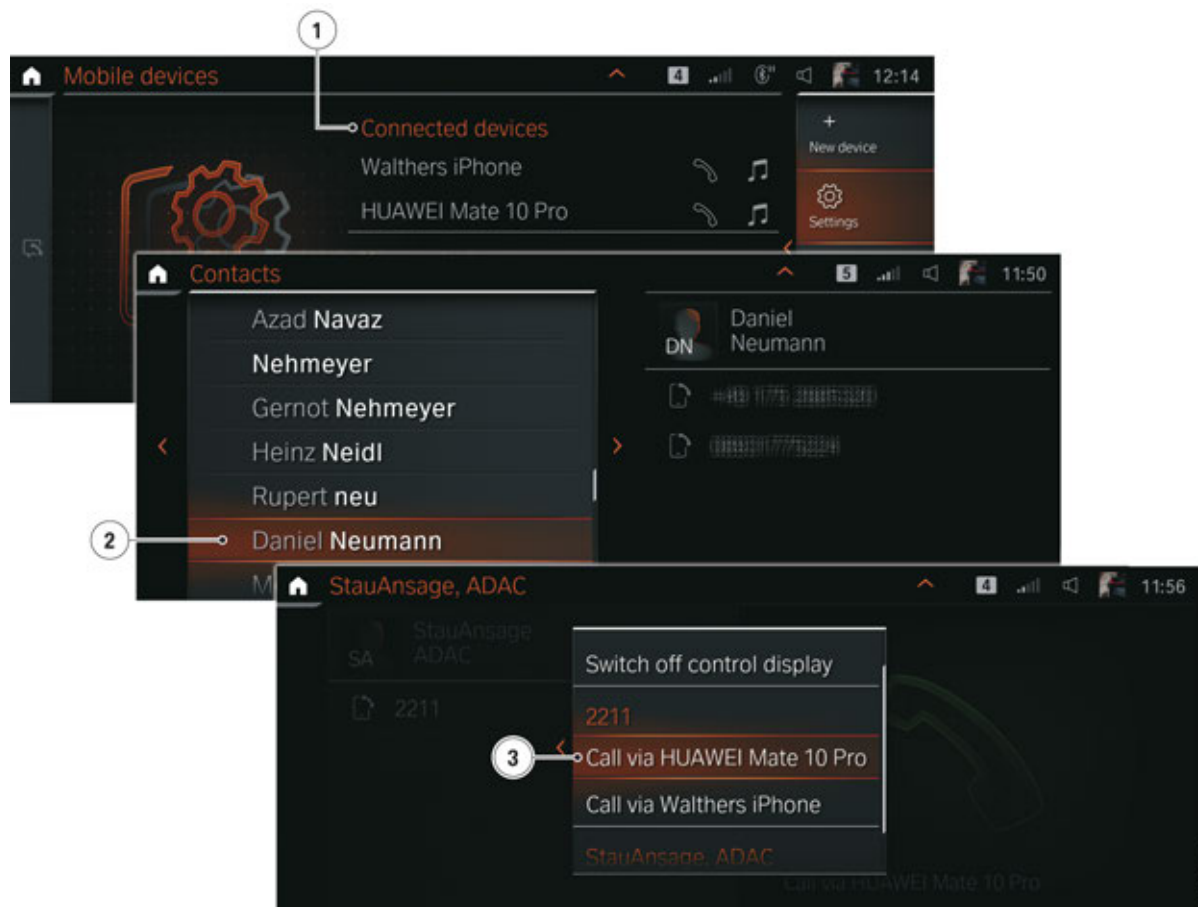 1
Mobile devices
4
12:14
Connected devices
New device
Walthers iPhone
HUAWEI Mate 10 Pro
Settings
Contacts
5
11:50
Azad Navaz
Nehmeyer
Gernot Nehmeyer
Heinz Neidl
Rupert neu
2
Daniel Neumann
M
DN
Daniel
Neumann
StauAnsage, ADAC
4
11:56
SA
StauAnsage
ADAC
2211
Switch off control display
2211
3
Call via HUAWEI Mate 10 Pro
Call via Walthers iPhone
StauAnsage, ADAC
Call via HUAWEI Mate 10 Pro